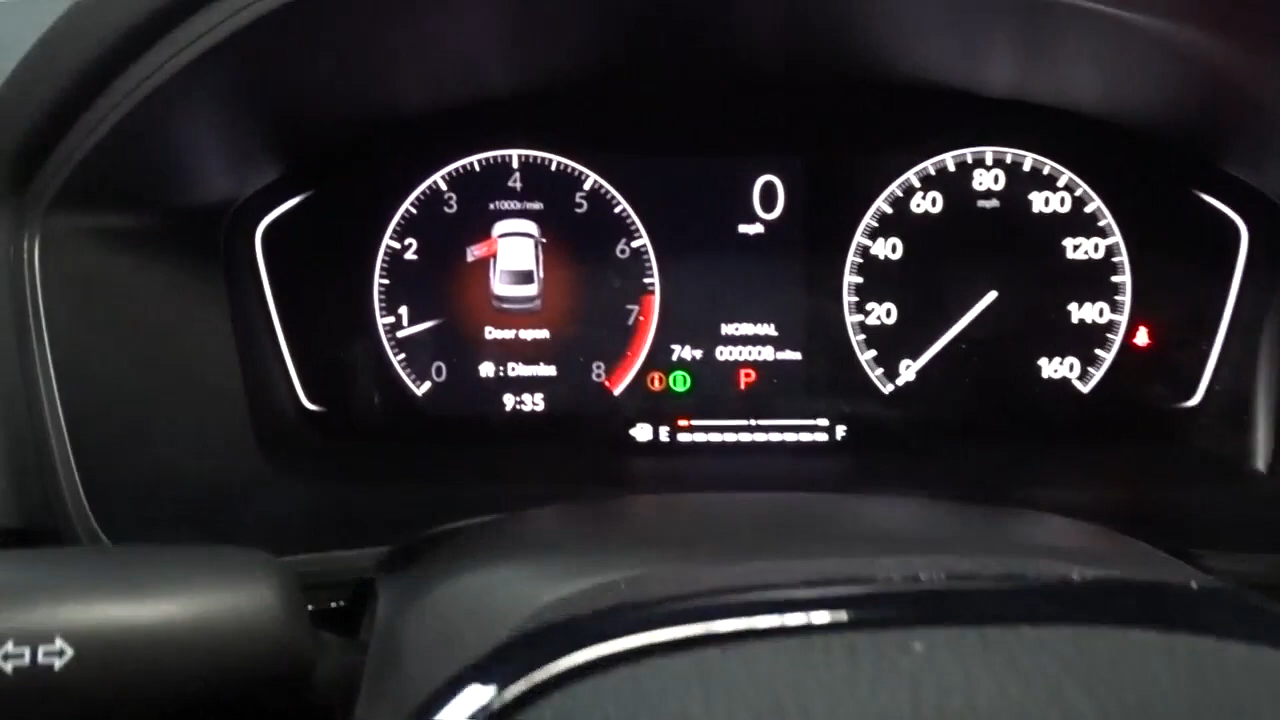 0
1
2
3
4
5
6
7
8
x1000r/min
Door open
: Dismiss
9:35
0
mph
NORMAL
74°F 000008 miles
P
E F
0
20
40
60
80
100
120
140
160
mph